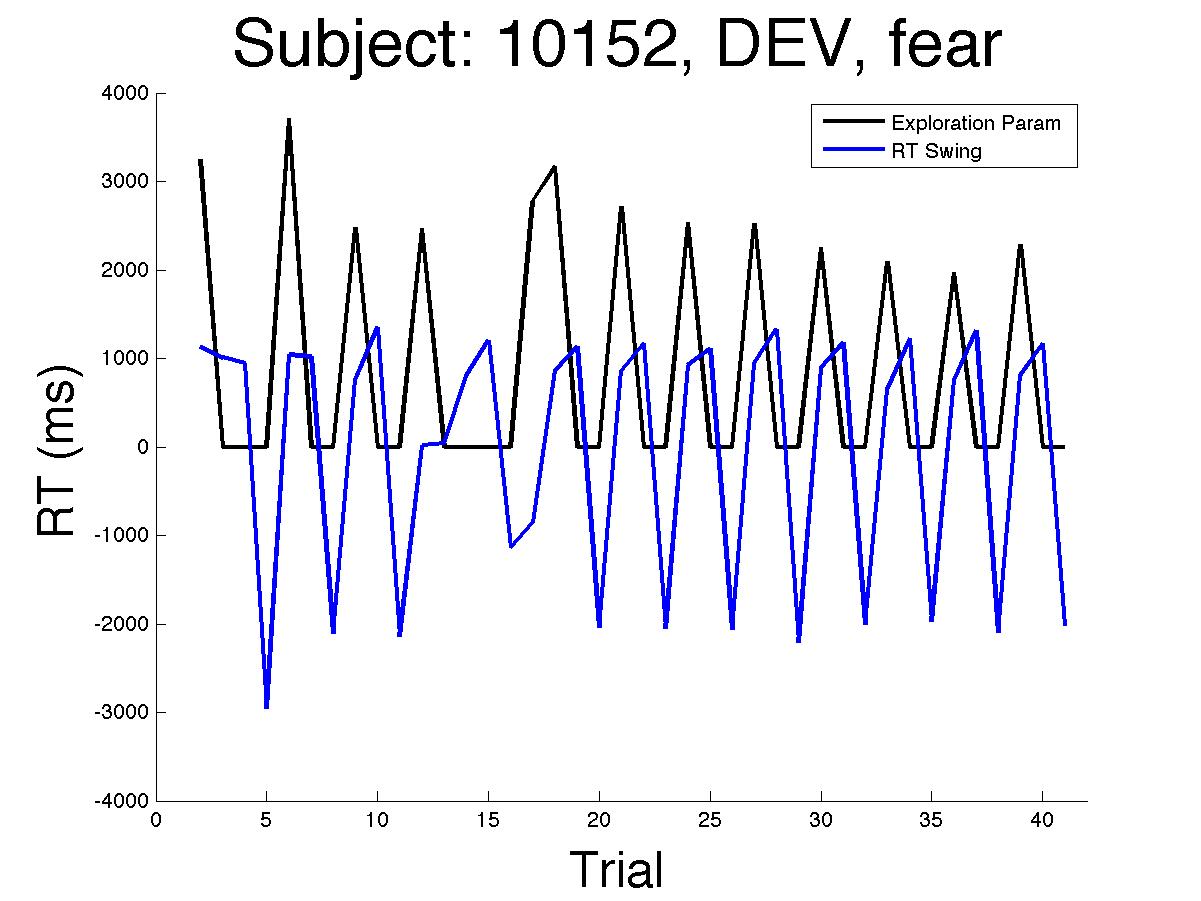 Subject: 10152, DEV, fear
4000
3000
2000
1000
0
-1000
-2000
-3000
-4000
RT (ms)
Exploration Param
RT Swing
0 5 10 15 20 25 30 35 40
Trial